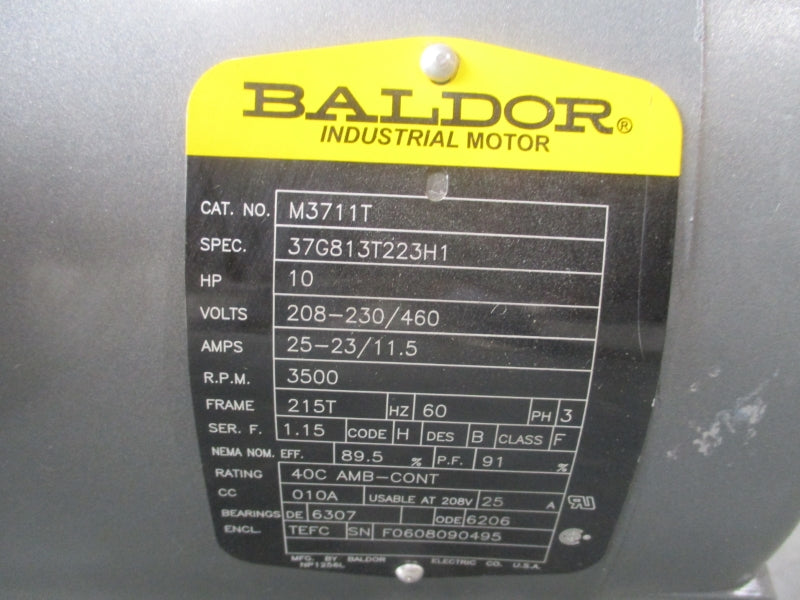 BALDOR®
INDUSTRIAL MOTOR
CAT. NO. M3711T
SPEC. 37G813T223H1
HP 10
VOLTS 208-230/460
AMPS 25-23/11.5
R.P.M. 3500
FRAME 215T HZ 60 PH 3
SER. F. 1.15 CODE H DES B CLASS F
NEMA NOM. EFF. 89.5 % P.F. 91 %
RATING 40C AMB-CONT
CC 010A USABLE AT 208V 25 A
BEARINGS DE 6307 ODE 6206
ENCL. TEFC SN F0608090495
MFG. BY BALDOR ELECTRIC CO. U.S.A.
NP1256L